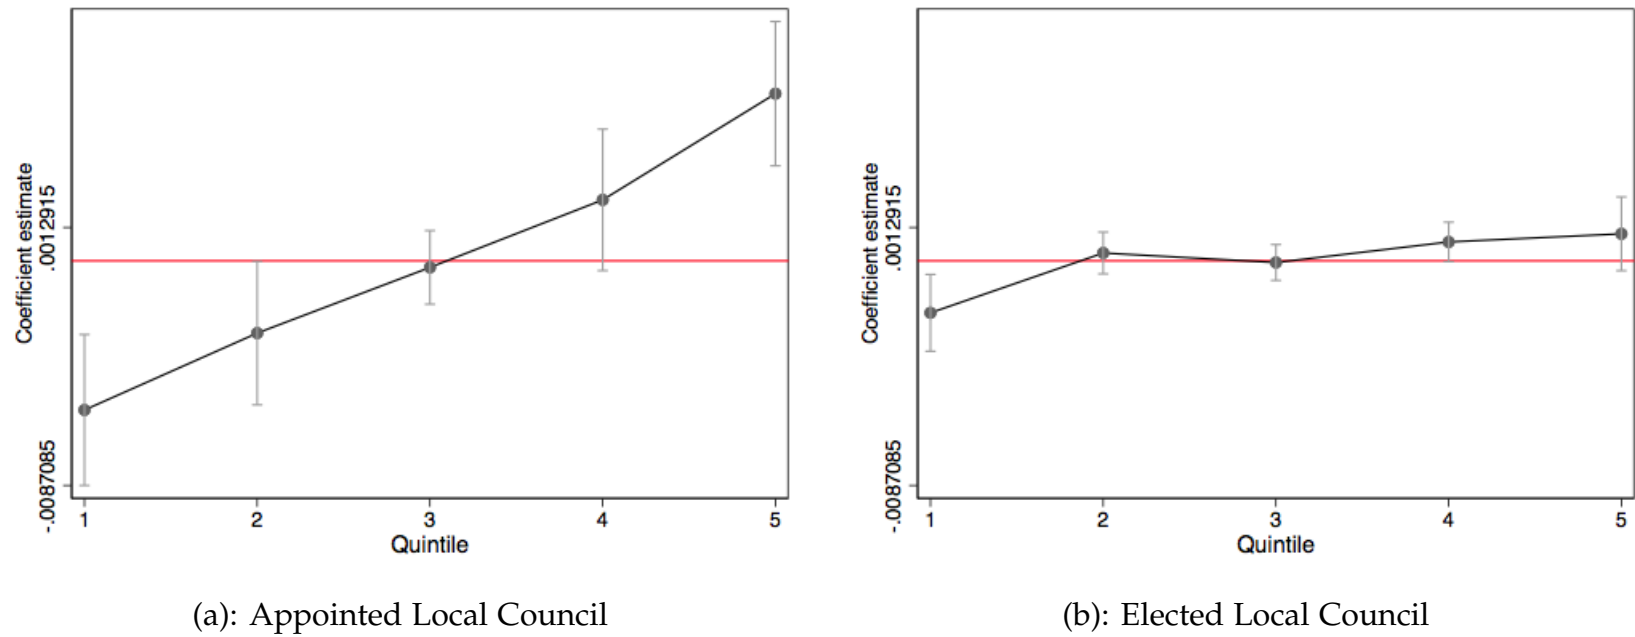 Coefficient estimate
.0012915
-.0087085
1 2 3 4 5
Quintile
(a): Appointed Local Council
Coefficient estimate
.0012915
-.0087085
1 2 3 4 5
Quintile
(b): Elected Local Council